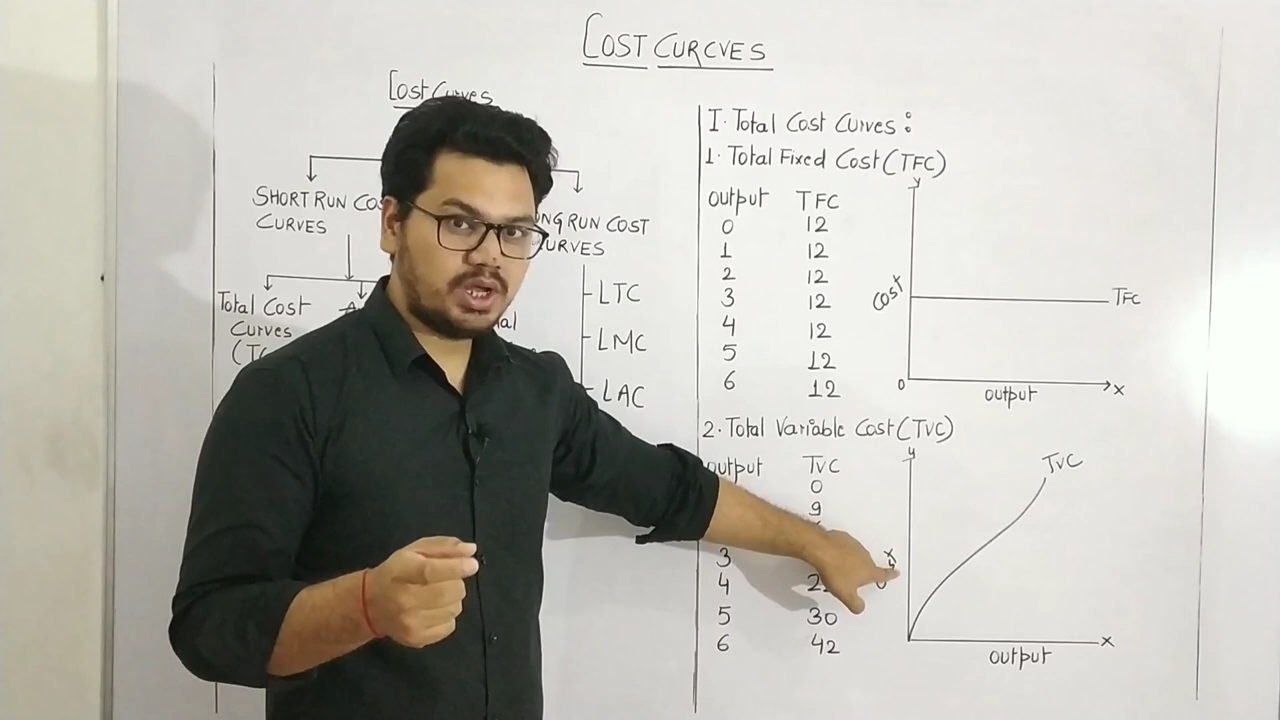 COST CURCVES
Cost Curves
SHORT RUN
CURVES
RUN COST
CURVES
Total Cost
Curves
LTC
LMC
LAC
I. Total Cost Curves:
1. Total Fixed Cost (TFC)
output TFC
0 12
1 12
2 12
3 12
4 12
5 12
6 12
Y
Cost
TFC
0
output
X
2. Total Variable Cost (TVC)
output TVC
0
9
3
4
5 30
6 42
y
TVC
output
X